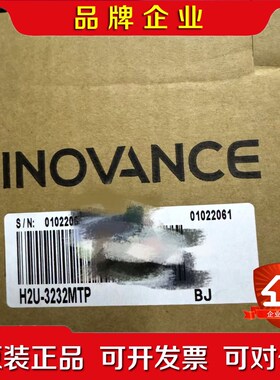 品牌企业
INOVANCE
S/N: 0102206
01022061
H2U-3232MTP
BJ
企业
装正品 可开发票 可对